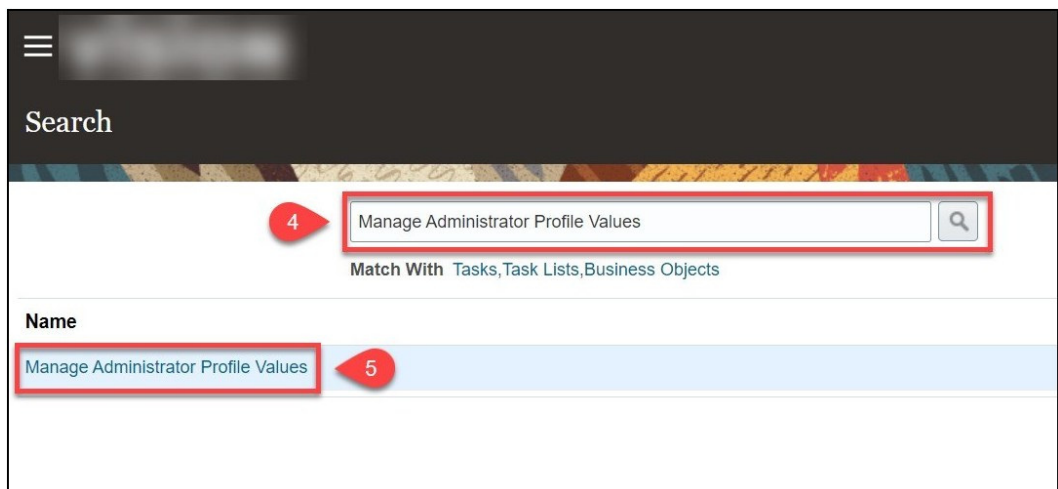 Search
4
Manage Administrator Profile Values
Match With Tasks,Task Lists,Business Objects
Name
Manage Administrator Profile Values
5